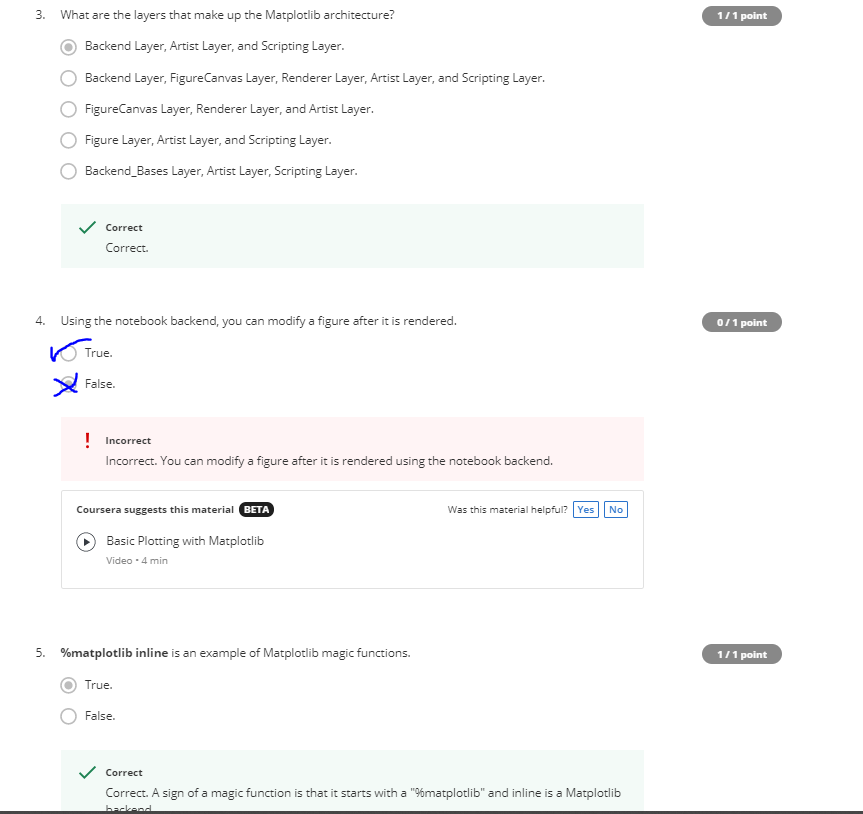 3. What are the layers that make up the Matplotlib architecture? 1 / 1 point
Backend Layer, Artist Layer, and Scripting Layer.
Backend Layer, FigureCanvas Layer, Renderer Layer, Artist Layer, and Scripting Layer.
FigureCanvas Layer, Renderer Layer, and Artist Layer.
Figure Layer, Artist Layer, and Scripting Layer.
Backend_Bases Layer, Artist Layer, Scripting Layer.
Correct
Correct.
4. Using the notebook backend, you can modify a figure after it is rendered. 0 / 1 point
True.
False.
Incorrect
Incorrect. You can modify a figure after it is rendered using the notebook backend.
Coursera suggests this material BETA Was this material helpful? Yes No
Basic Plotting with Matplotlib
Video • 4 min
5. %matplotlib inline is an example of Matplotlib magic functions. 1 / 1 point
True.
False.
Correct
Correct. A sign of a magic function is that it starts with a "%matplotlib" and inline is a Matplotlib
backend